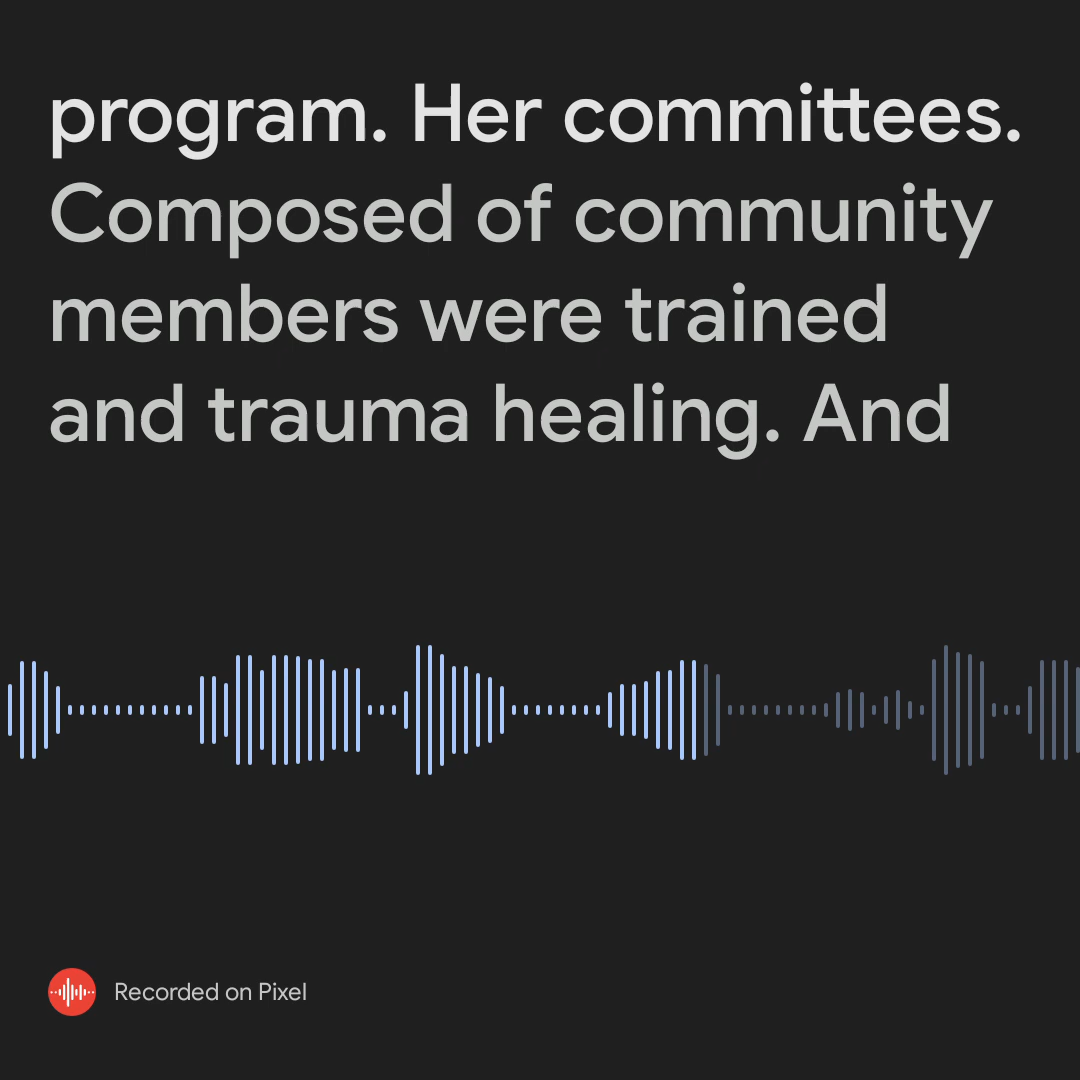 program. Her committees.
Composed of community
members were trained
and trauma healing. And
Recorded on Pixel